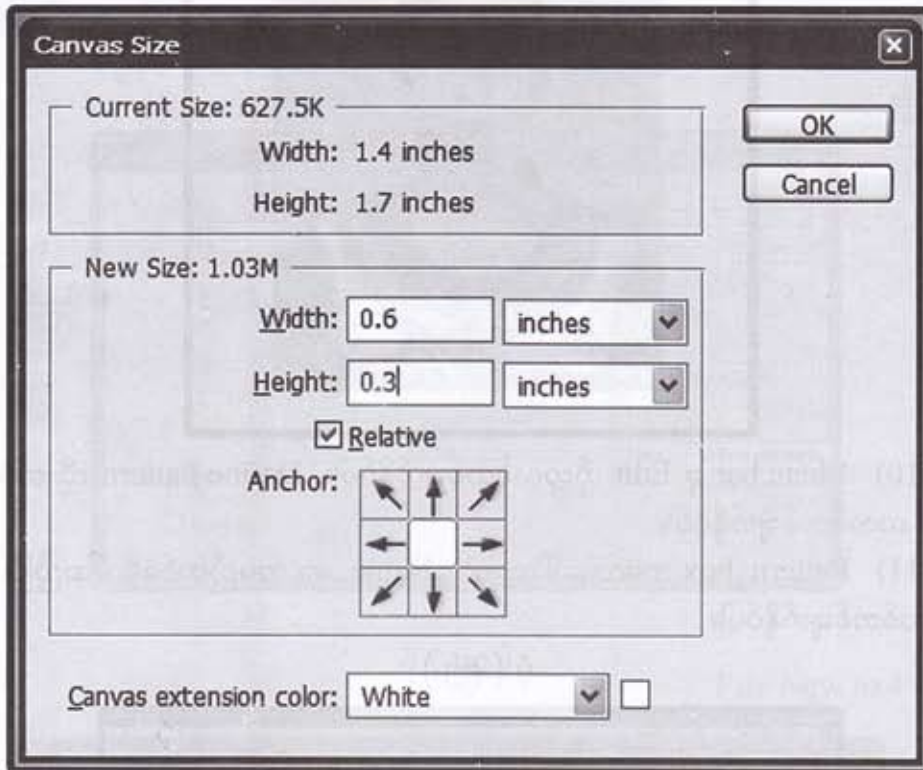 Canvas Size
Current Size: 627.5K
Width: 1.4 inches
Height: 1.7 inches
OK
Cancel
New Size: 1.03M
Width: 0.6 inches
Height: 0.3 inches
Relative
Anchor:
Canvas extension color: White